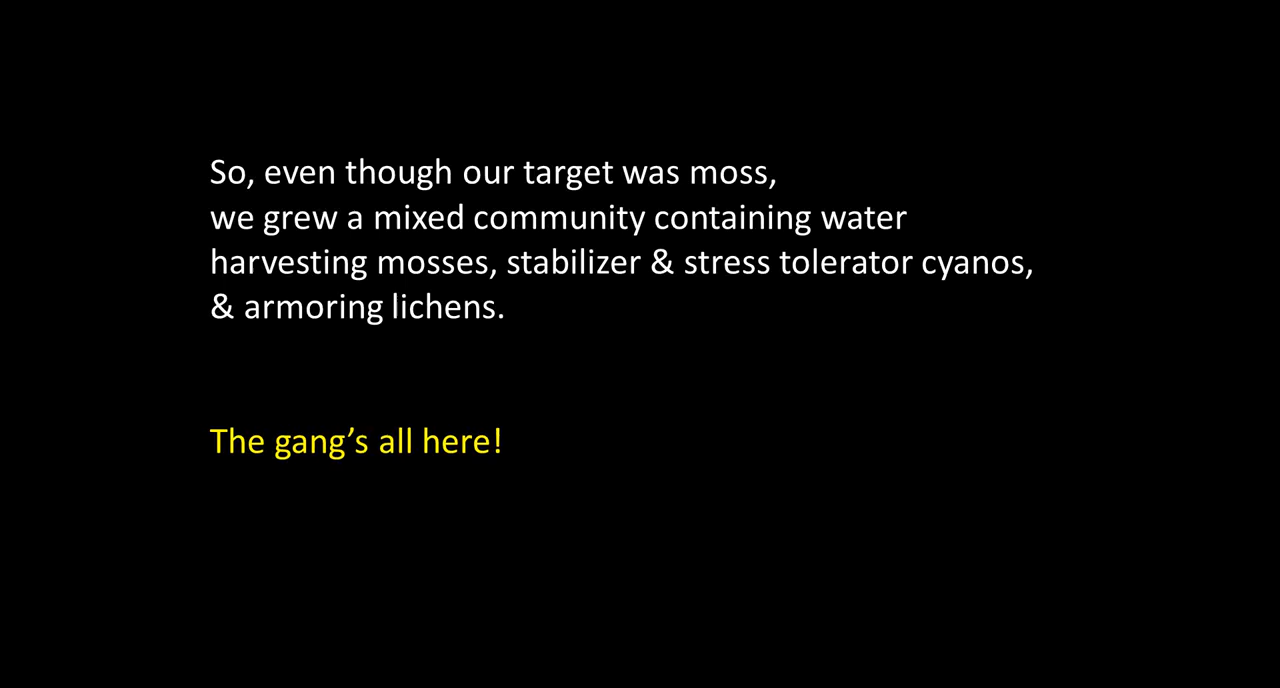 So, even though our target was moss,
we grew a mixed community containing water
harvesting mosses, stabilizer & stress tolerator cyanos,
& armoring lichens.
The gang’s all here!